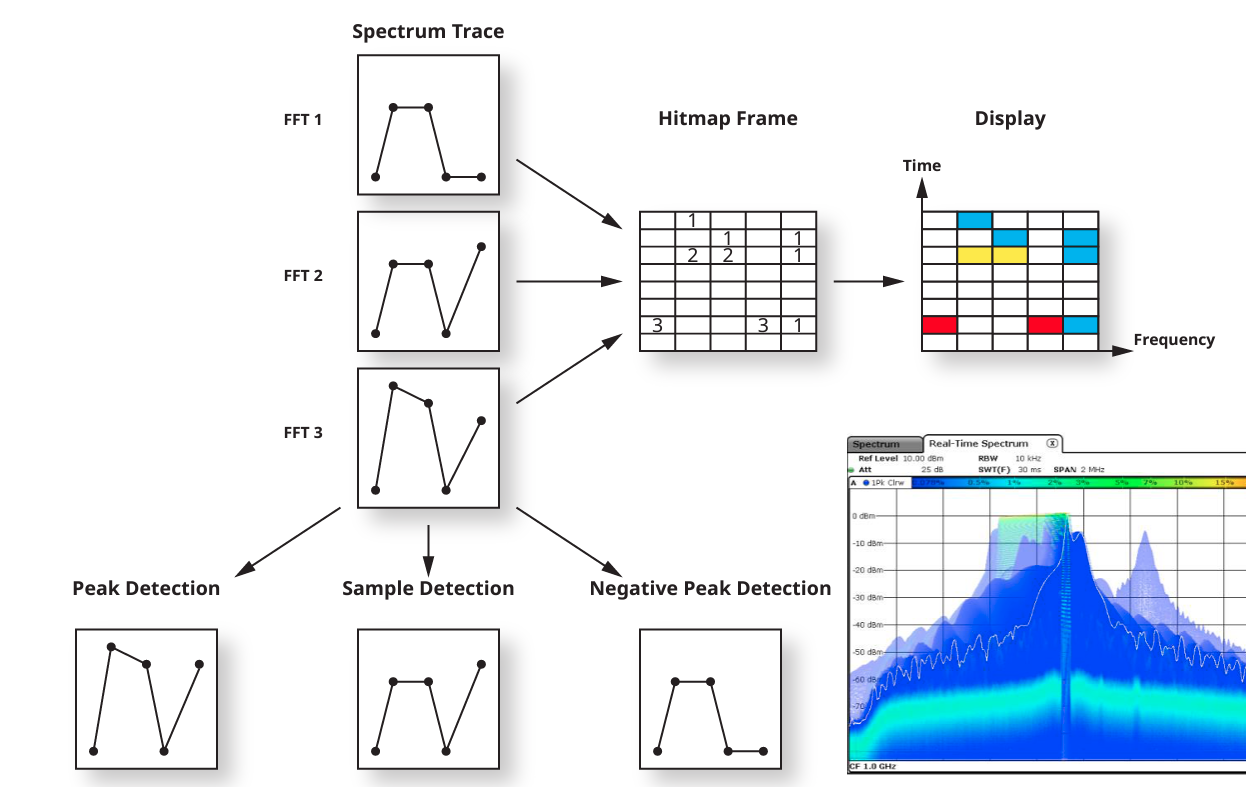 Spectrum Trace
FFT 1
Hitmap Frame
Display
Time
1
1 1
FFT 2
2 2 1
3 3 1
Frequency
FFT 3
Spectrum
Real-Time Spectrum
Ref Level 10.00 dBm RBW 10 kHz
Att 25 dB SWT(F) 30 ms SPAN 2 MHz
A 1Pk Clrw 0.5% 1% 2% 3% 5% 7% 10% 15%
0 dBm
-10 dBm
-20 dBm
-30 dBm
-40 dBm
-50 dBm
-60 dBm
-70
CF 1.0 GHz
Peak Detection
Sample Detection
Negative Peak Detection